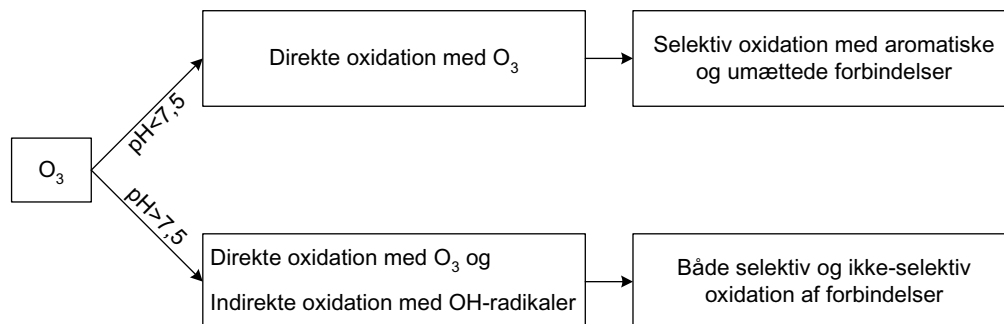 O₃
pH<7,5
Direkte oxidation med O₃
Selektiv oxidation med aromatiske
og umættede forbindelser
pH>7,5
Direkte oxidation med O₃ og
Indirekte oxidation med OH-radikaler
Både selektiv og ikke-selektiv
oxidation af forbindelser